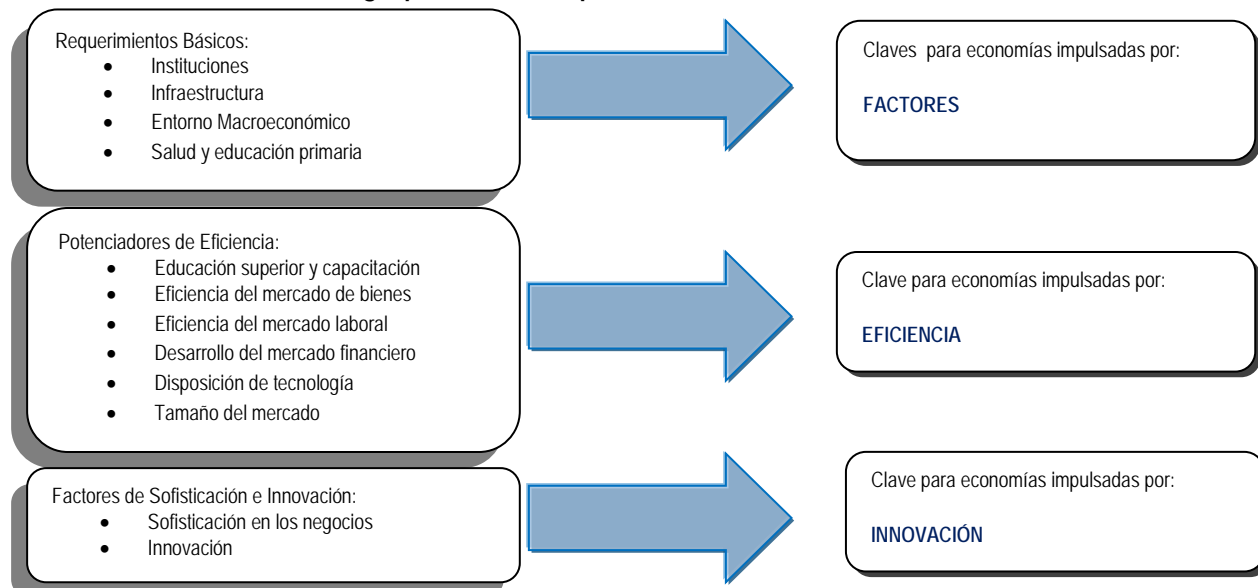 Requerimientos Básicos:
• Instituciones
• Infraestructura
• Entorno Macroeconómico
• Salud y educación primaria
Claves para economías impulsadas por:
FACTORES
Potenciadores de Eficiencia:
• Educación superior y capacitación
• Eficiencia del mercado de bienes
• Eficiencia del mercado laboral
• Desarrollo del mercado financiero
• Disposición de tecnología
• Tamaño del mercado
Clave para economías impulsadas por:
EFICIENCIA
Factores de Sofisticación e Innovación:
• Sofisticación en los negocios
• Innovación
Clave para economías impulsadas por:
INNOVACIÓN